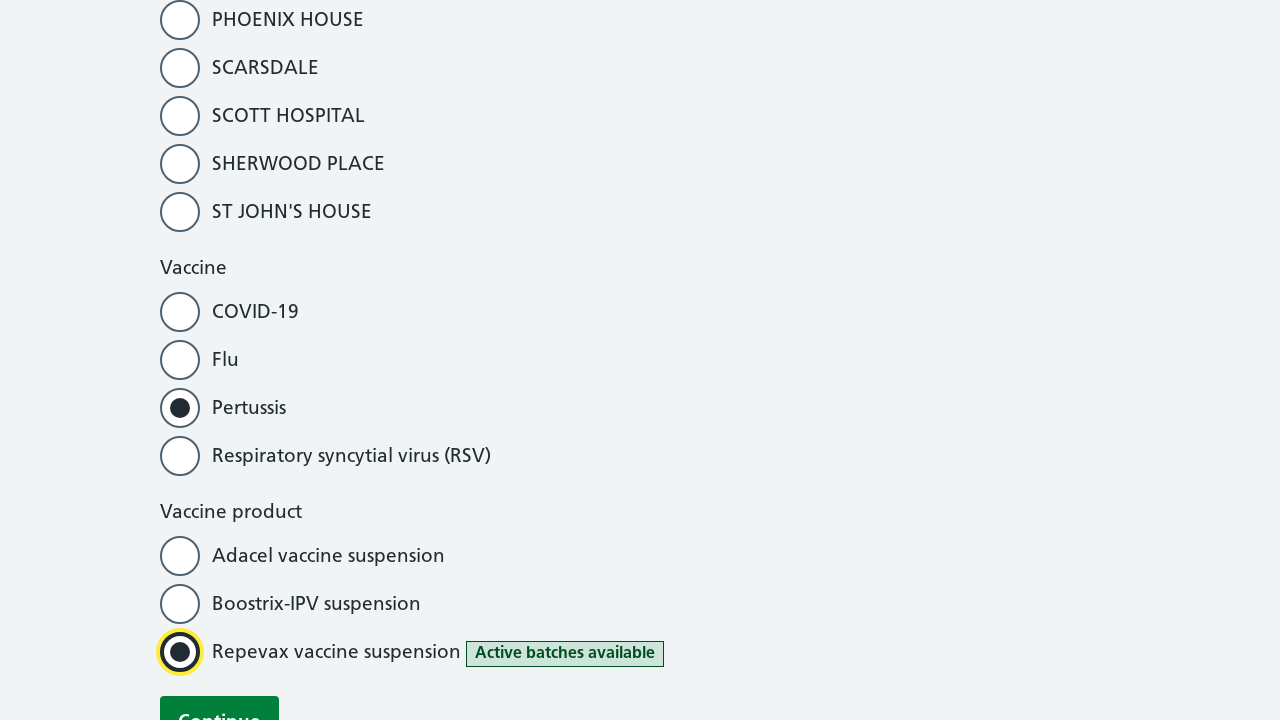 PHOENIX HOUSE
SCARSDALE
SCOTT HOSPITAL
SHERWOOD PLACE
ST JOHN'S HOUSE
Vaccine
COVID-19
Flu
Pertussis
Respiratory syncytial virus (RSV)
Vaccine product
Adacel vaccine suspension
Boostrix-IPV suspension
Repevax vaccine suspension Active batches available
Continue